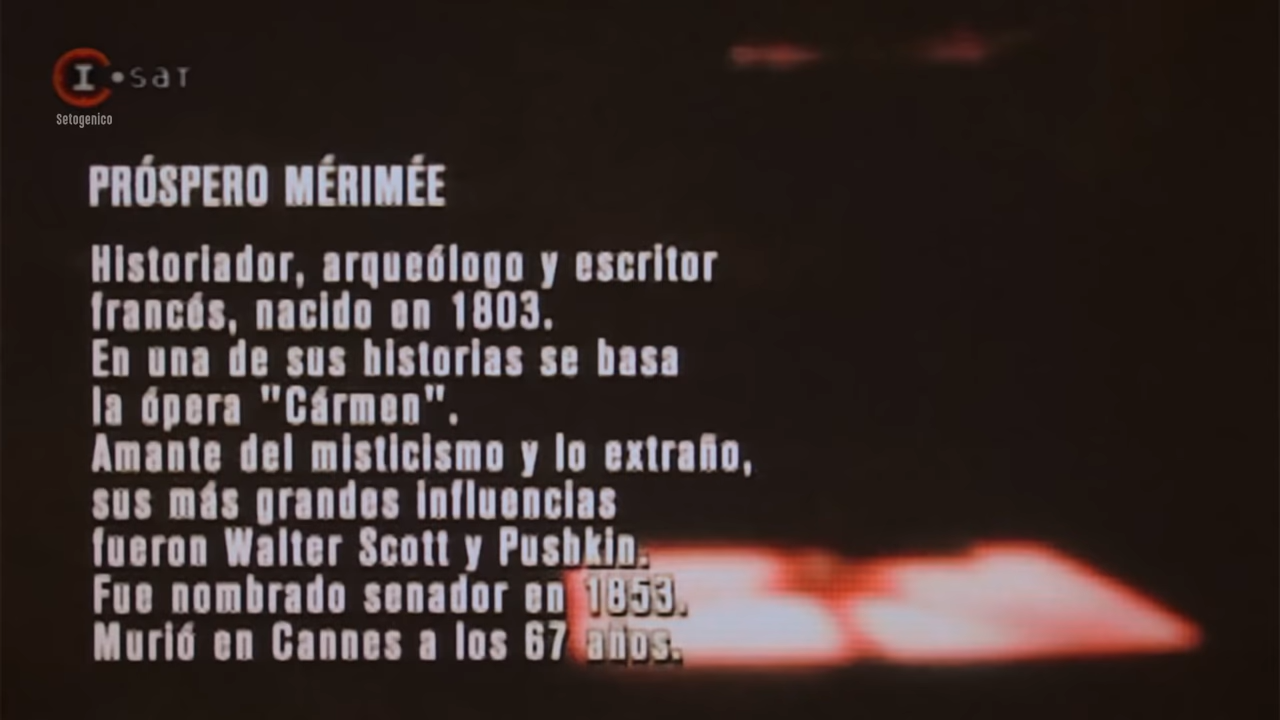 I•sat
Setogenico
PRÓSPERO MÉRIMÉE
Historiador, arqueólogo y escritor
francés, nacido en 1803.
En una de sus historias se basa
la ópera "Cármen".
Amante del misticismo y lo extraño,
sus más grandes influencias
fueron Walter Scott y Pushkin.
Fue nombrado senador en 1853.
Murió en Cannes a los 67 años.